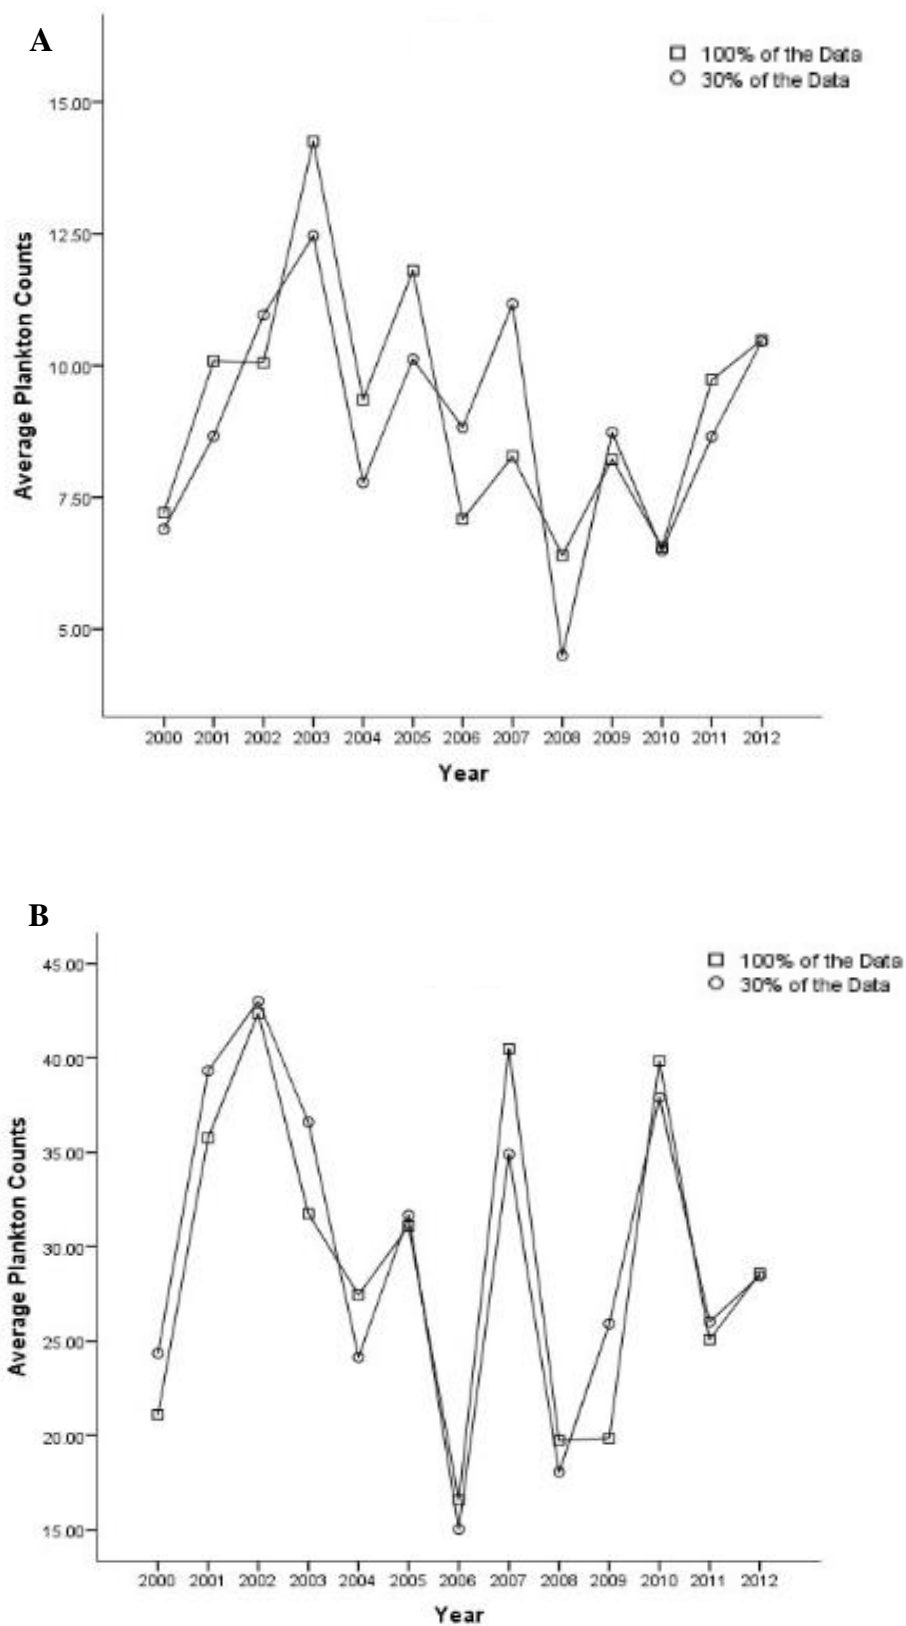 A
100% of the Data
30% of the Data
15.00
12.50
10.00
7.50
5.00
Average Plankton Counts
2000 2001 2002 2003 2004 2005 2006 2007 2008 2009 2010 2011 2012
Year
B
100% of the Data
30% of the Data
45.00
40.00
35.00
30.00
25.00
20.00
15.00
Average Plankton Counts
2000 2001 2002 2003 2004 2005 2006 2007 2008 2009 2010 2011 2012
Year